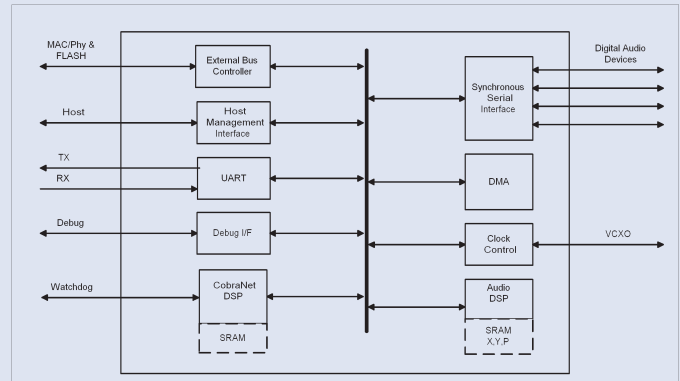 MAC/Phy &
FLASH
Host
TX
RX
Debug
Watchdog
External Bus
Controller
Host
Management
Interface
UART
Debug I/F
CobraNet
DSP
SRAM
Synchronous
Serial
Interface
DMA
Clock
Control
Audio
DSP
SRAM
X,Y,P
Digital Audio
Devices
VCXO